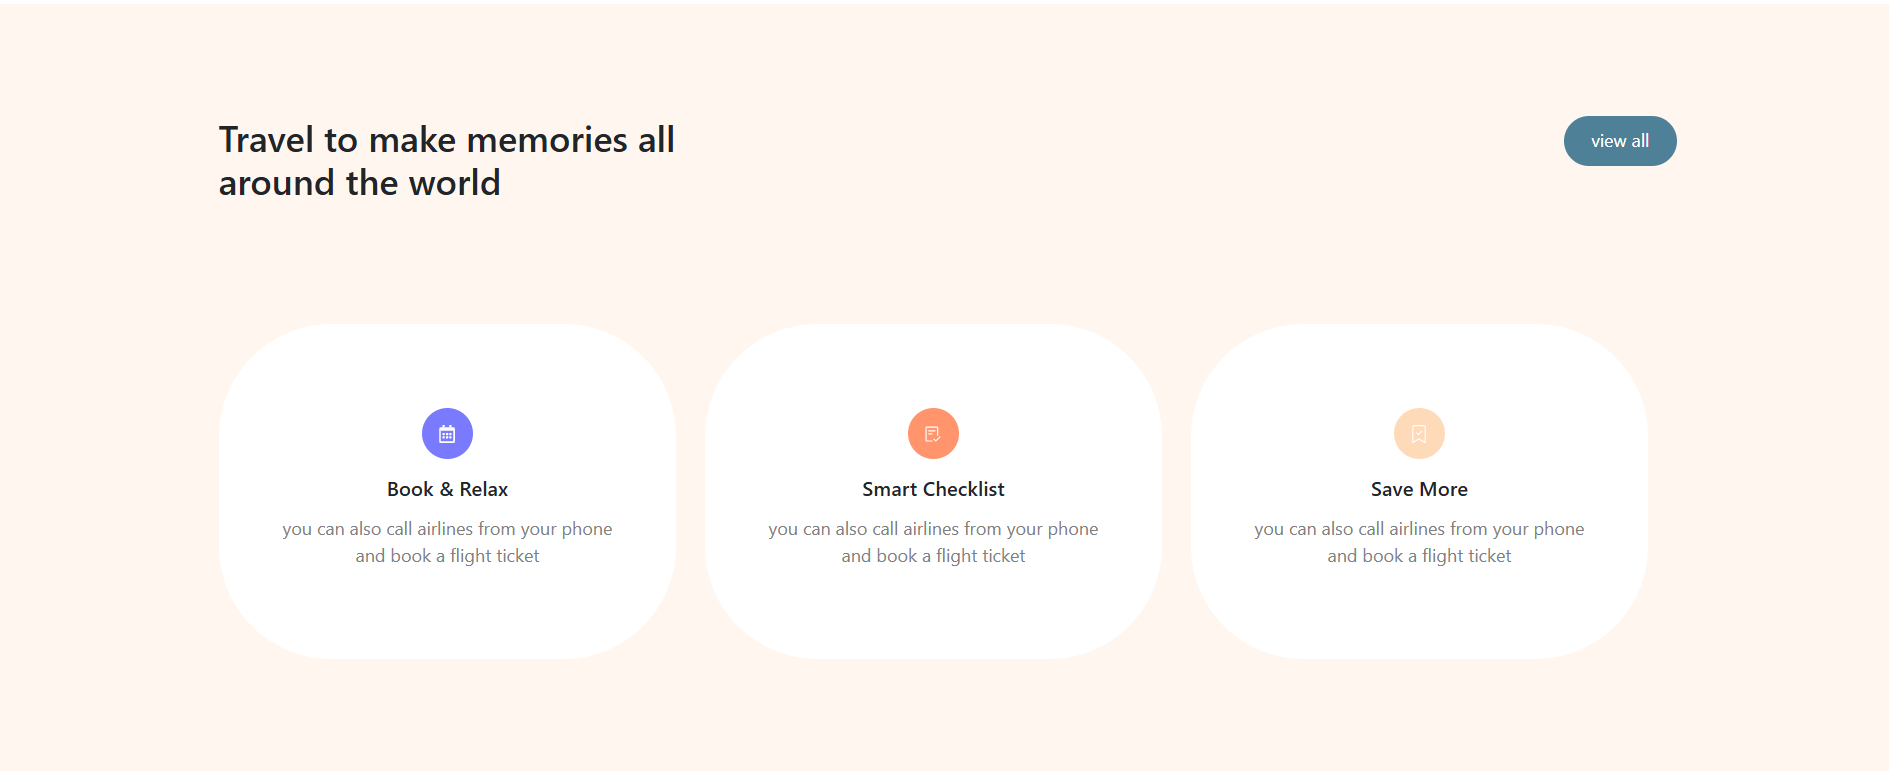 Travel to make memories all
around the world
view all
Book & Relax
you can also call airlines from your phone
and book a flight ticket
Smart Checklist
you can also call airlines from your phone
and book a flight ticket
Save More
you can also call airlines from your phone
and book a flight ticket